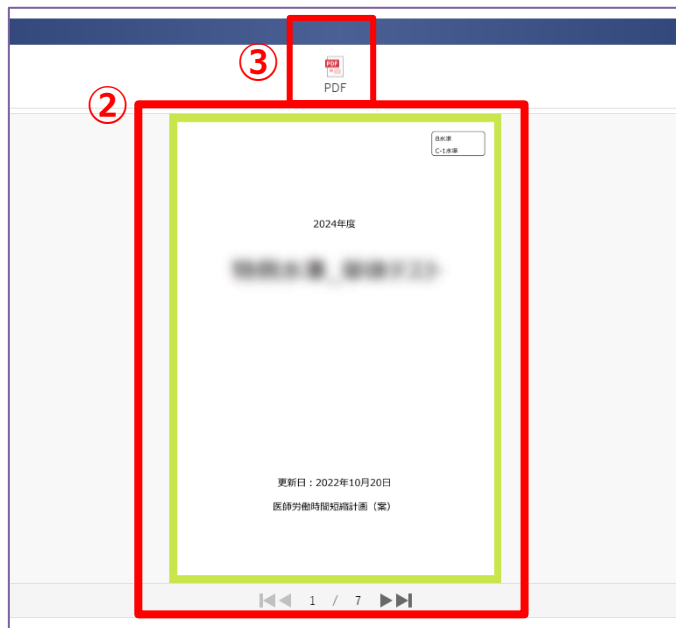 ③
PDF
PDF
②
B水準
C-1水準
2024年度
更新日：2022年10月20日
医師労働時間短縮計画（案）
1 / 7